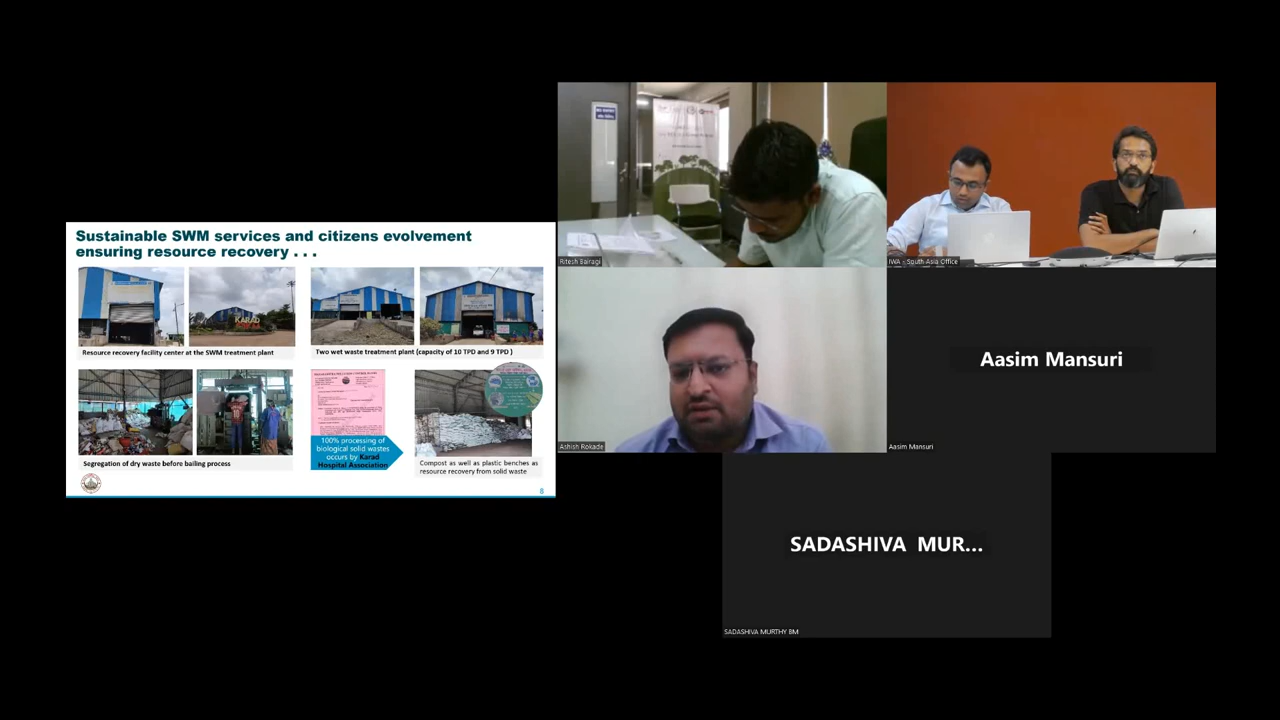 Sustainable SWM services and citizens evolvement
ensuring resource recovery . . .
KARAD
Resource recovery facility center at the SWM treatment plant
Two wet waste treatment plant (capacity of 10 TPD and 9 TPD )
100% processing of
biological solid wastes
occurs by Karad
Hospital Association
Segregation of dry waste before bailing process
Compost as well as plastic benches as
resource recovery from solid waste
8
Ritesh Bairagi
IWA - South Asia Office
Ashish Rokade
Aasim Mansuri
Aasim Mansuri
SADASHIVA MUR...
SADASHIVA MURTHY BM